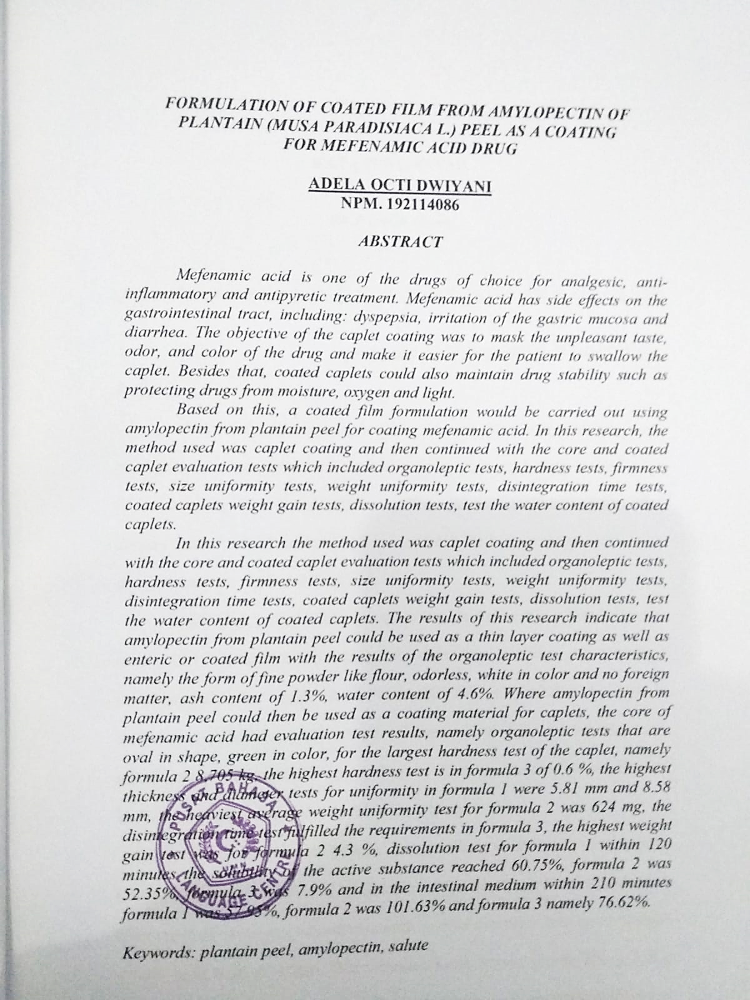 FORMULATION OF COATED FILM FROM AMYLOPECTIN OF
PLANTAIN (MUSA PARADISIACA L.) PEEL AS A COATING
FOR MEFENAMIC ACID DRUG
ADELA OCTI DWIYANI
NPM. 192114086
ABSTRACT
Mefenamic acid is one of the drugs of choice for analgesic, anti-
inflammatory and antipyretic treatment. Mefenamic acid has side effects on the
gastrointestinal tract, including: dyspepsia, irritation of the gastric mucosa and
diarrhea. The objective of the caplet coating was to mask the unpleasant taste,
odor, and color of the drug and make it easier for the patient to swallow the
caplet. Besides that, coated caplets could also maintain drug stability such as
protecting drugs from moisture, oxygen and light.
Based on this, a coated film formulation would be carried out using
amylopectin from plantain peel for coating mefenamic acid. In this research, the
method used was caplet coating and then continued with the core and coated
caplet evaluation tests which included organoleptic tests, hardness tests, firmness
tests, size uniformity tests, weight uniformity tests, disintegration time tests,
coated caplets weight gain tests, dissolution tests, test the water content of coated
caplets.
In this research the method used was caplet coating and then continued
with the core and coated caplet evaluation tests which included organoleptic tests,
hardness tests, firmness tests, size uniformity tests, weight uniformity tests,
disintegration time tests, coated caplets weight gain tests, dissolution tests, test
the water content of coated caplets. The results of this research indicate that
amylopectin from plantain peel could be used as a thin layer coating as well as
enteric or coated film with the results of the organoleptic test characteristics,
namely the form of fine powder like flour, odorless, white in color and no foreign
matter, ash content of 1.3%, water content of 4.6%. Where amylopectin from
plantain peel could then be used as a coating material for caplets, the core of
mefenamic acid had evaluation test results, namely organoleptic tests that are
oval in shape, green in color, for the largest hardness test of the caplet, namely
formula 2 8.705 kg, the highest hardness test is in formula 3 of 0.6 %, the highest
thickness and diameter tests for uniformity in formula 1 were 5.81 mm and 8.58
mm, the heaviest average weight uniformity test for formula 2 was 624 mg, the
disintegration time test fulfilled the requirements in formula 3, the highest weight
gain test was for formula 2 4.3 %, dissolution test for formula 1 within 120
minutes the solubility of the active substance reached 60.75%, formula 2 was
52.35%, formula 3 was 7.9% and in the intestinal medium within 210 minutes
formula 1 was 57.95%, formula 2 was 101.63% and formula 3 namely 76.62%.
PUSAT BAHASA
LANGUAGE CENTRE
Keywords: plantain peel, amylopectin, salute